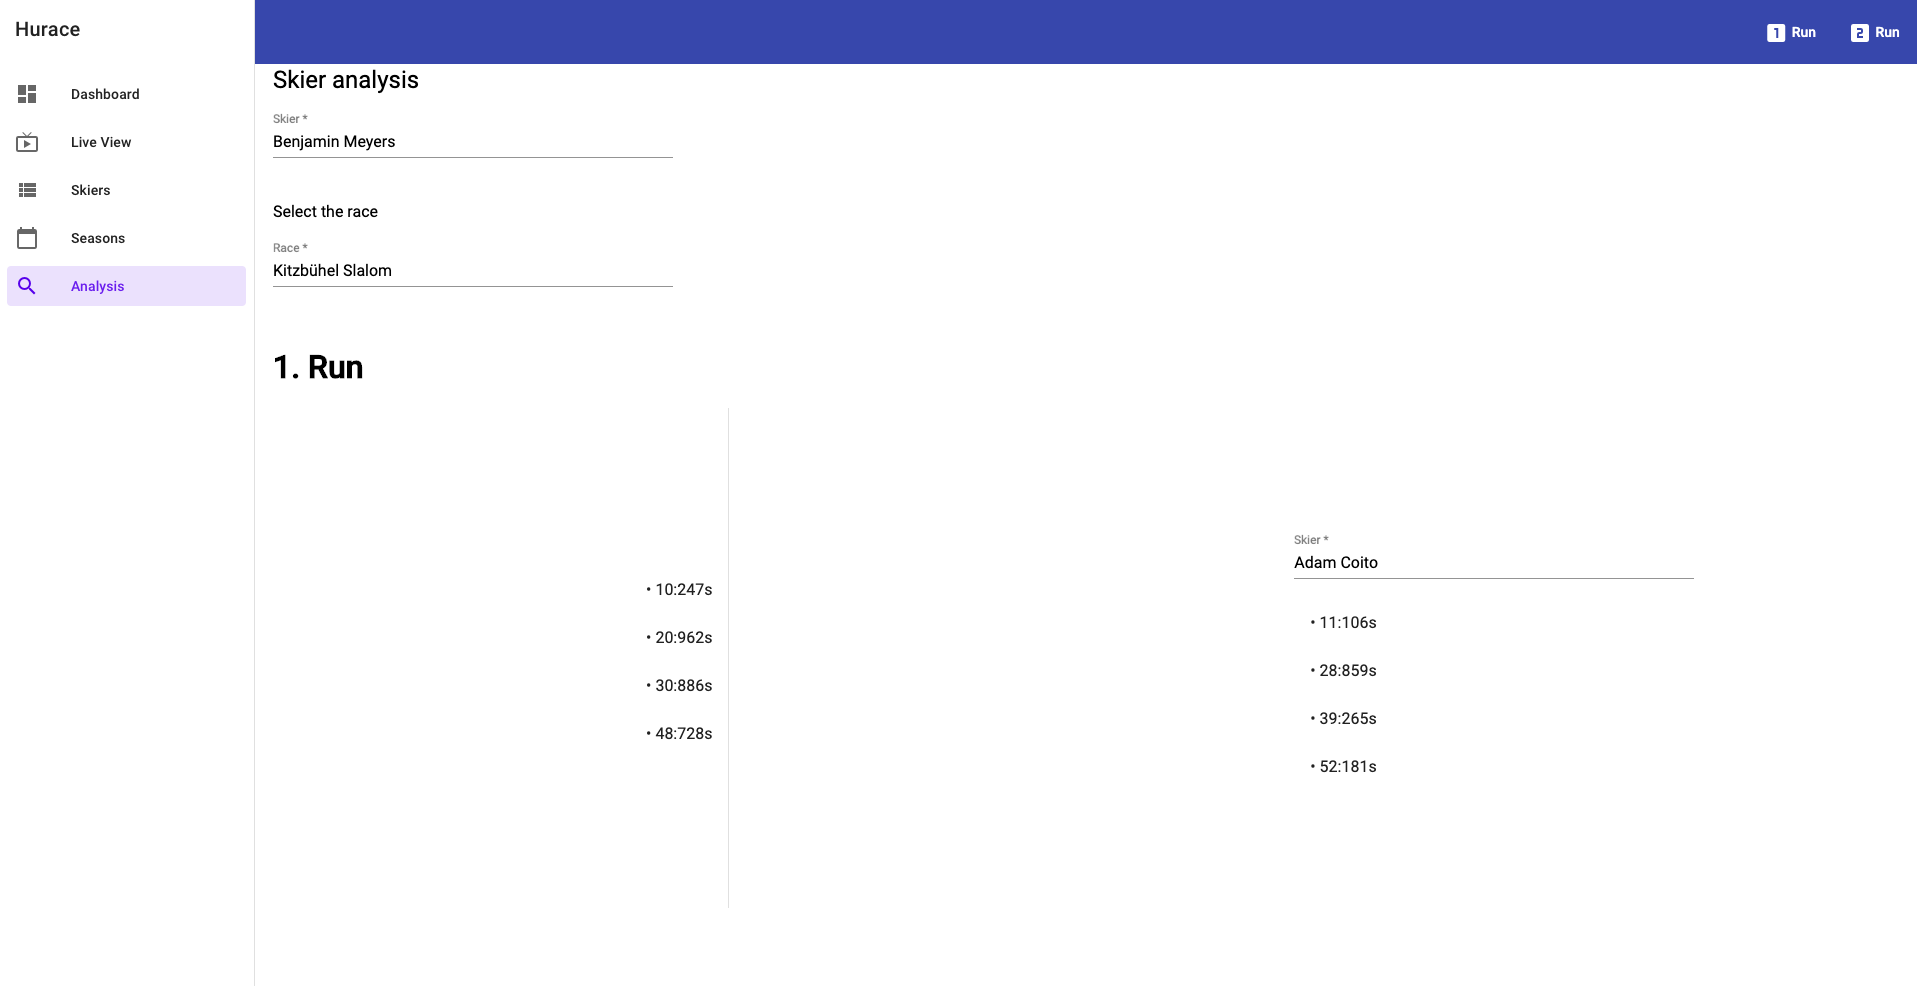 Hurace
1 Run
2 Run
Dashboard
Live View
Skiers
Seasons
Analysis
Skier analysis
Skier *
Benjamin Meyers
Select the race
Race *
Kitzbühel Slalom
1. Run
• 10:247s
• 20:962s
• 30:886s
• 48:728s
Skier *
Adam Coito
• 11:106s
• 28:859s
• 39:265s
• 52:181s